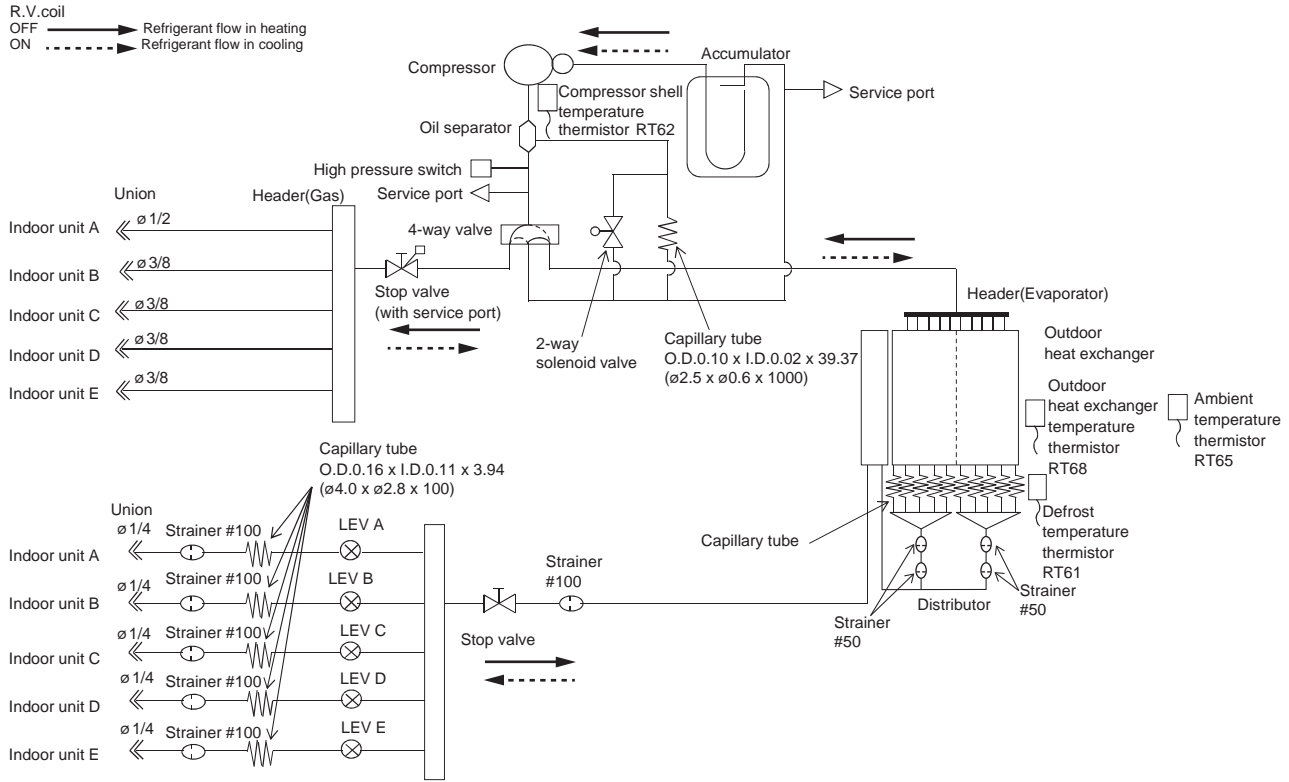 R.V.coil
OFF Refrigerant flow in heating
ON Refrigerant flow in cooling
Compressor
Accumulator
Service port
Compressor shell
temperature
thermistor RT62
Oil separator
High pressure switch
Service port
4-way valve
Union
Header(Gas)
Indoor unit A
ø 1/2
Indoor unit B
ø 3/8
Indoor unit C
ø 3/8
Indoor unit D
ø 3/8
Indoor unit E
ø 3/8
Stop valve
(with service port)
2-way
solenoid valve
Capillary tube
O.D.0.10 x I.D.0.02 x 39.37
(ø2.5 x ø0.6 x 1000)
Header(Evaporator)
Outdoor
heat exchanger
Outdoor
heat exchanger
temperature
thermistor
RT68
Ambient
temperature
thermistor
RT65
Defrost
temperature
thermistor
RT61
Capillary tube
Distributor
Strainer
#50
Strainer
#50
Capillary tube
O.D.0.16 x I.D.0.11 x 3.94
(ø4.0 x ø2.8 x 100)
Union
Indoor unit A
ø 1/4
Strainer #100
LEV A
Indoor unit B
ø 1/4
Strainer #100
LEV B
Indoor unit C
ø 1/4
Strainer #100
LEV C
Indoor unit D
ø 1/4
Strainer #100
LEV D
Indoor unit E
ø 1/4
Strainer #100
LEV E
Stop valve
Strainer
#100